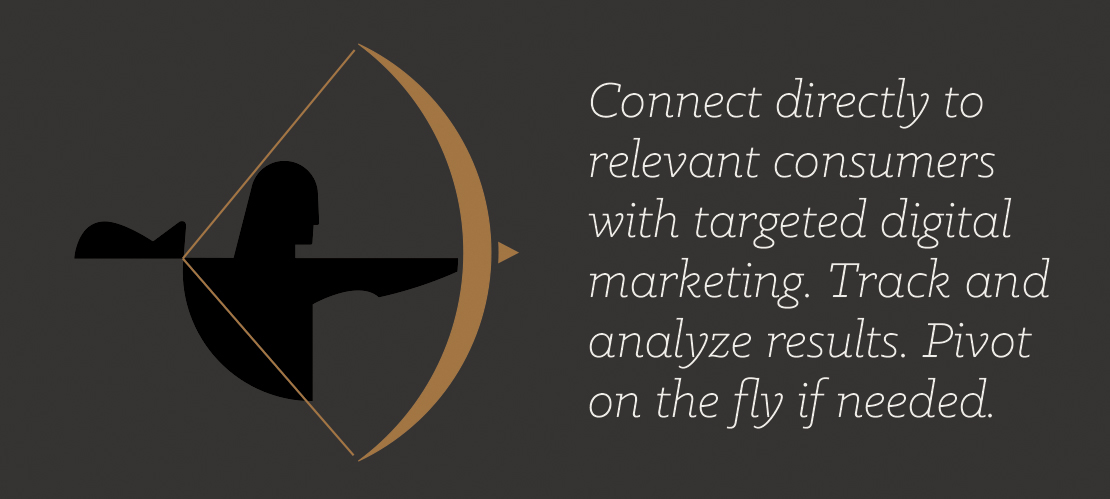 Connect directly to
relevant consumers
with targeted digital
marketing. Track and
analyze results. Pivot
on the fly if needed.